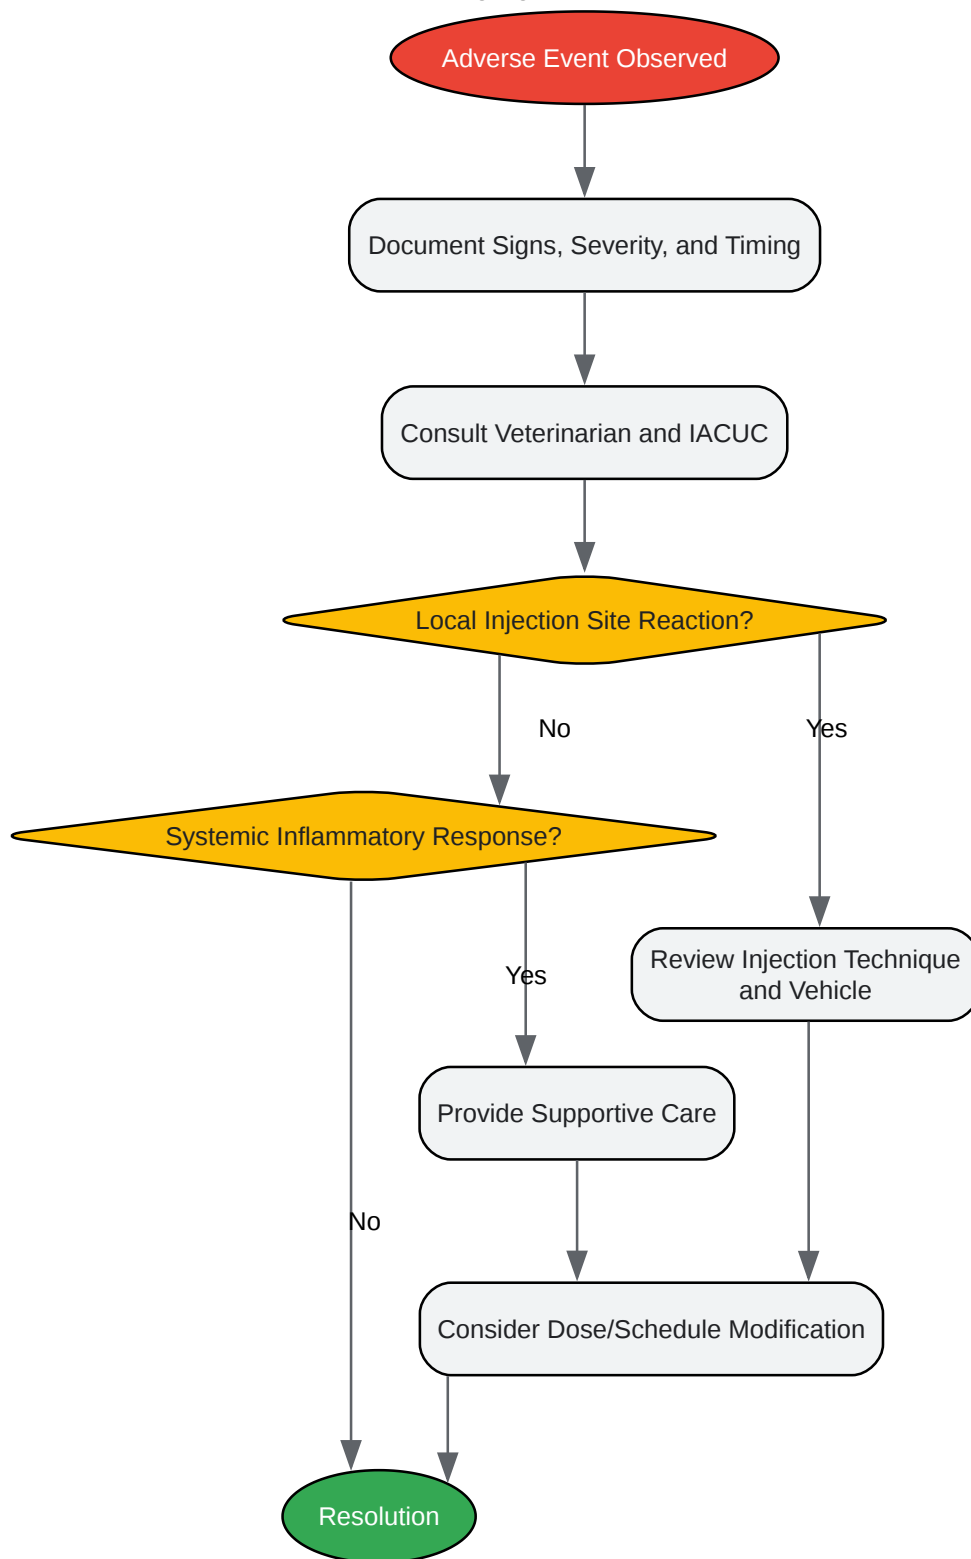 Adverse Event Observed
Document Signs, Severity, and Timing
Consult Veterinarian and IACUC
Local Injection Site Reaction?
No
Yes
Systemic Inflammatory Response?
Review Injection Technique
and Vehicle
Yes
Provide Supportive Care
No
Consider Dose/Schedule Modification
Resolution